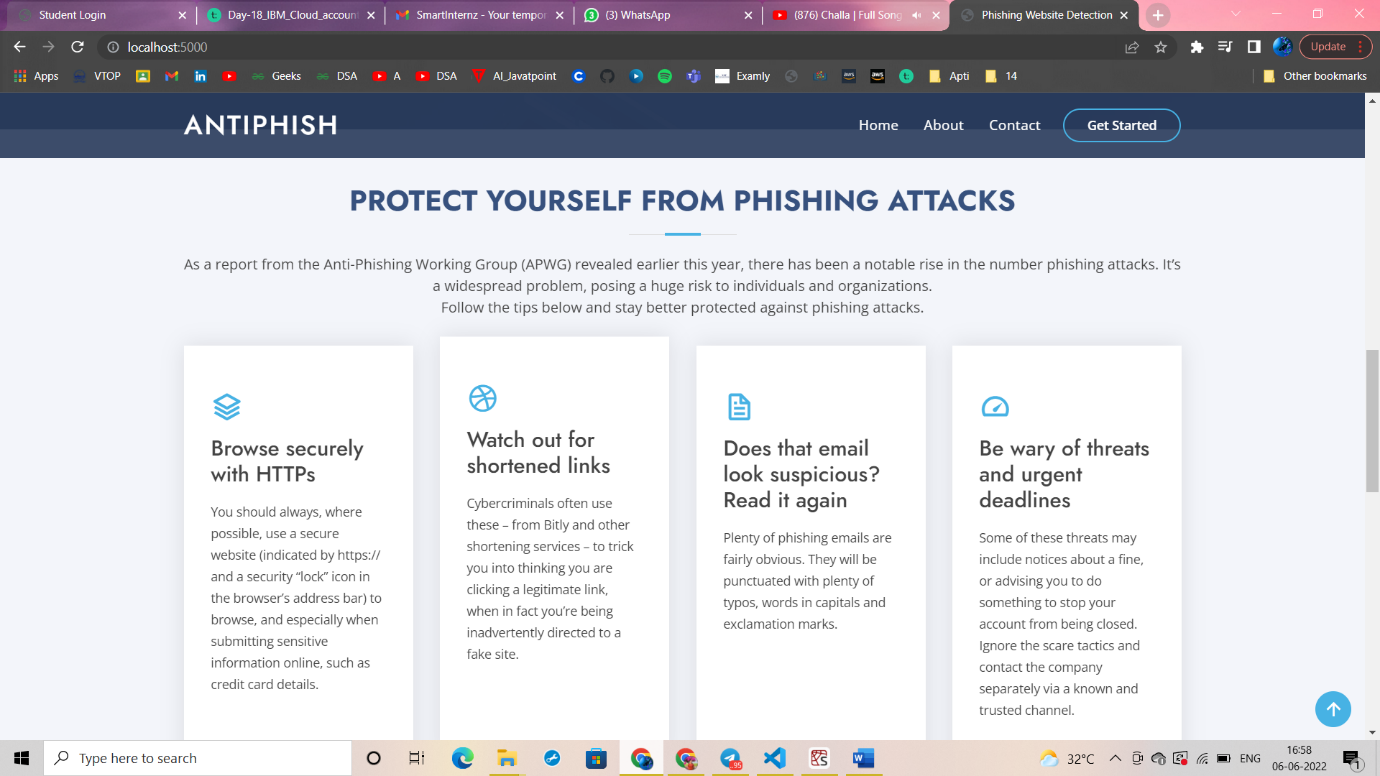 Student Login
Day-18_IBM_Cloud_account
SmartInternz - Your tempor
(3) WhatsApp
(876) Challa | Full Song
Phishing Website Detection
localhost:5000
Update
Apps
VTOP
Geeks
DSA
A
DSA
AI_Javatpoint
Examly
Apti
14
Other bookmarks
ANTIPHISH
Home
About
Contact
Get Started
PROTECT YOURSELF FROM PHISHING ATTACKS
As a report from the Anti-Phishing Working Group (APWG) revealed earlier this year, there has been a notable rise in the number phishing attacks. It’s
a widespread problem, posing a huge risk to individuals and organizations.
Follow the tips below and stay better protected against phishing attacks.
Browse securely
with HTTPs
You should always, where
possible, use a secure
website (indicated by https://
and a security “lock” icon in
the browser’s address bar) to
browse, and especially when
submitting sensitive
information online, such as
credit card details.
Watch out for
shortened links
Cybercriminals often use
these – from Bitly and other
shortening services – to trick
you into thinking you are
clicking a legitimate link,
when in fact you’re being
inadvertently directed to a
fake site.
Does that email
look suspicious?
Read it again
Plenty of phishing emails are
fairly obvious. They will be
punctuated with plenty of
typos, words in capitals and
exclamation marks.
Be wary of threats
and urgent
deadlines
Some of these threats may
include notices about a fine,
or advising you to do
something to stop your
account from being closed.
Ignore the scare tactics and
contact the company
separately via a known and
trusted channel.
Type here to search
32°C
ENG
16:58
06-06-2022
1